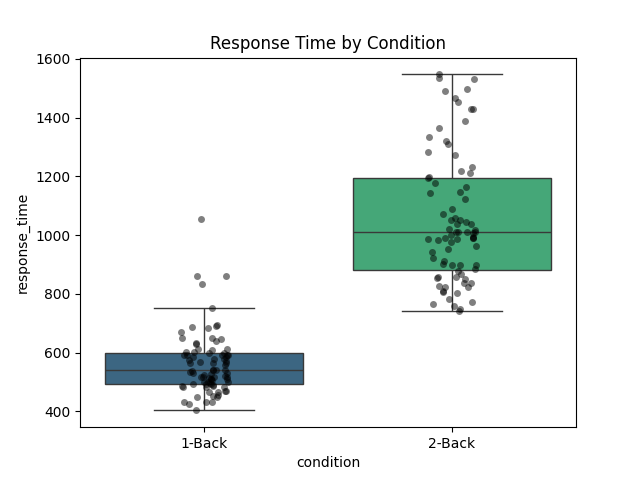 Response Time by Condition
1600
1400
1200
1000
800
600
400
response_time
1-Back
2-Back
condition